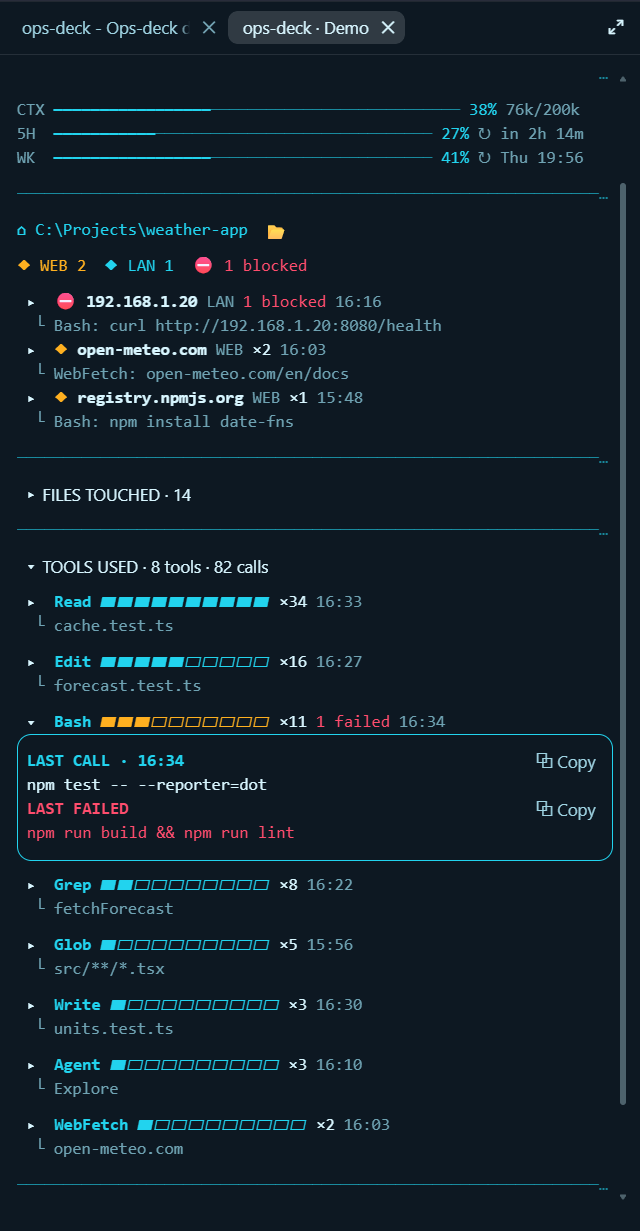 ops-deck - Ops-deck
ops-deck · Demo
CTX 38% 76k/200k
5H 27% ↻ in 2h 14m
WK 41% ↻ Thu 19:56
C:\Projects\weather-app
WEB 2 LAN 1 1 blocked
192.168.1.20 LAN 1 blocked 16:16
Bash: curl http://192.168.1.20:8080/health
open-meteo.com WEB ×2 16:03
WebFetch: open-meteo.com/en/docs
registry.npmjs.org WEB ×1 15:48
Bash: npm install date-fns
FILES TOUCHED · 14
TOOLS USED · 8 tools · 82 calls
Read ×34 16:33
cache.test.ts
Edit ×16 16:27
forecast.test.ts
Bash ×11 1 failed 16:34
LAST CALL · 16:34 Copy
npm test -- --reporter=dot
LAST FAILED Copy
npm run build && npm run lint
Grep ×8 16:22
fetchForecast
Glob ×5 15:56
src/**/*.tsx
Write ×3 16:30
units.test.ts
Agent ×3 16:10
Explore
WebFetch ×2 16:03
open-meteo.com